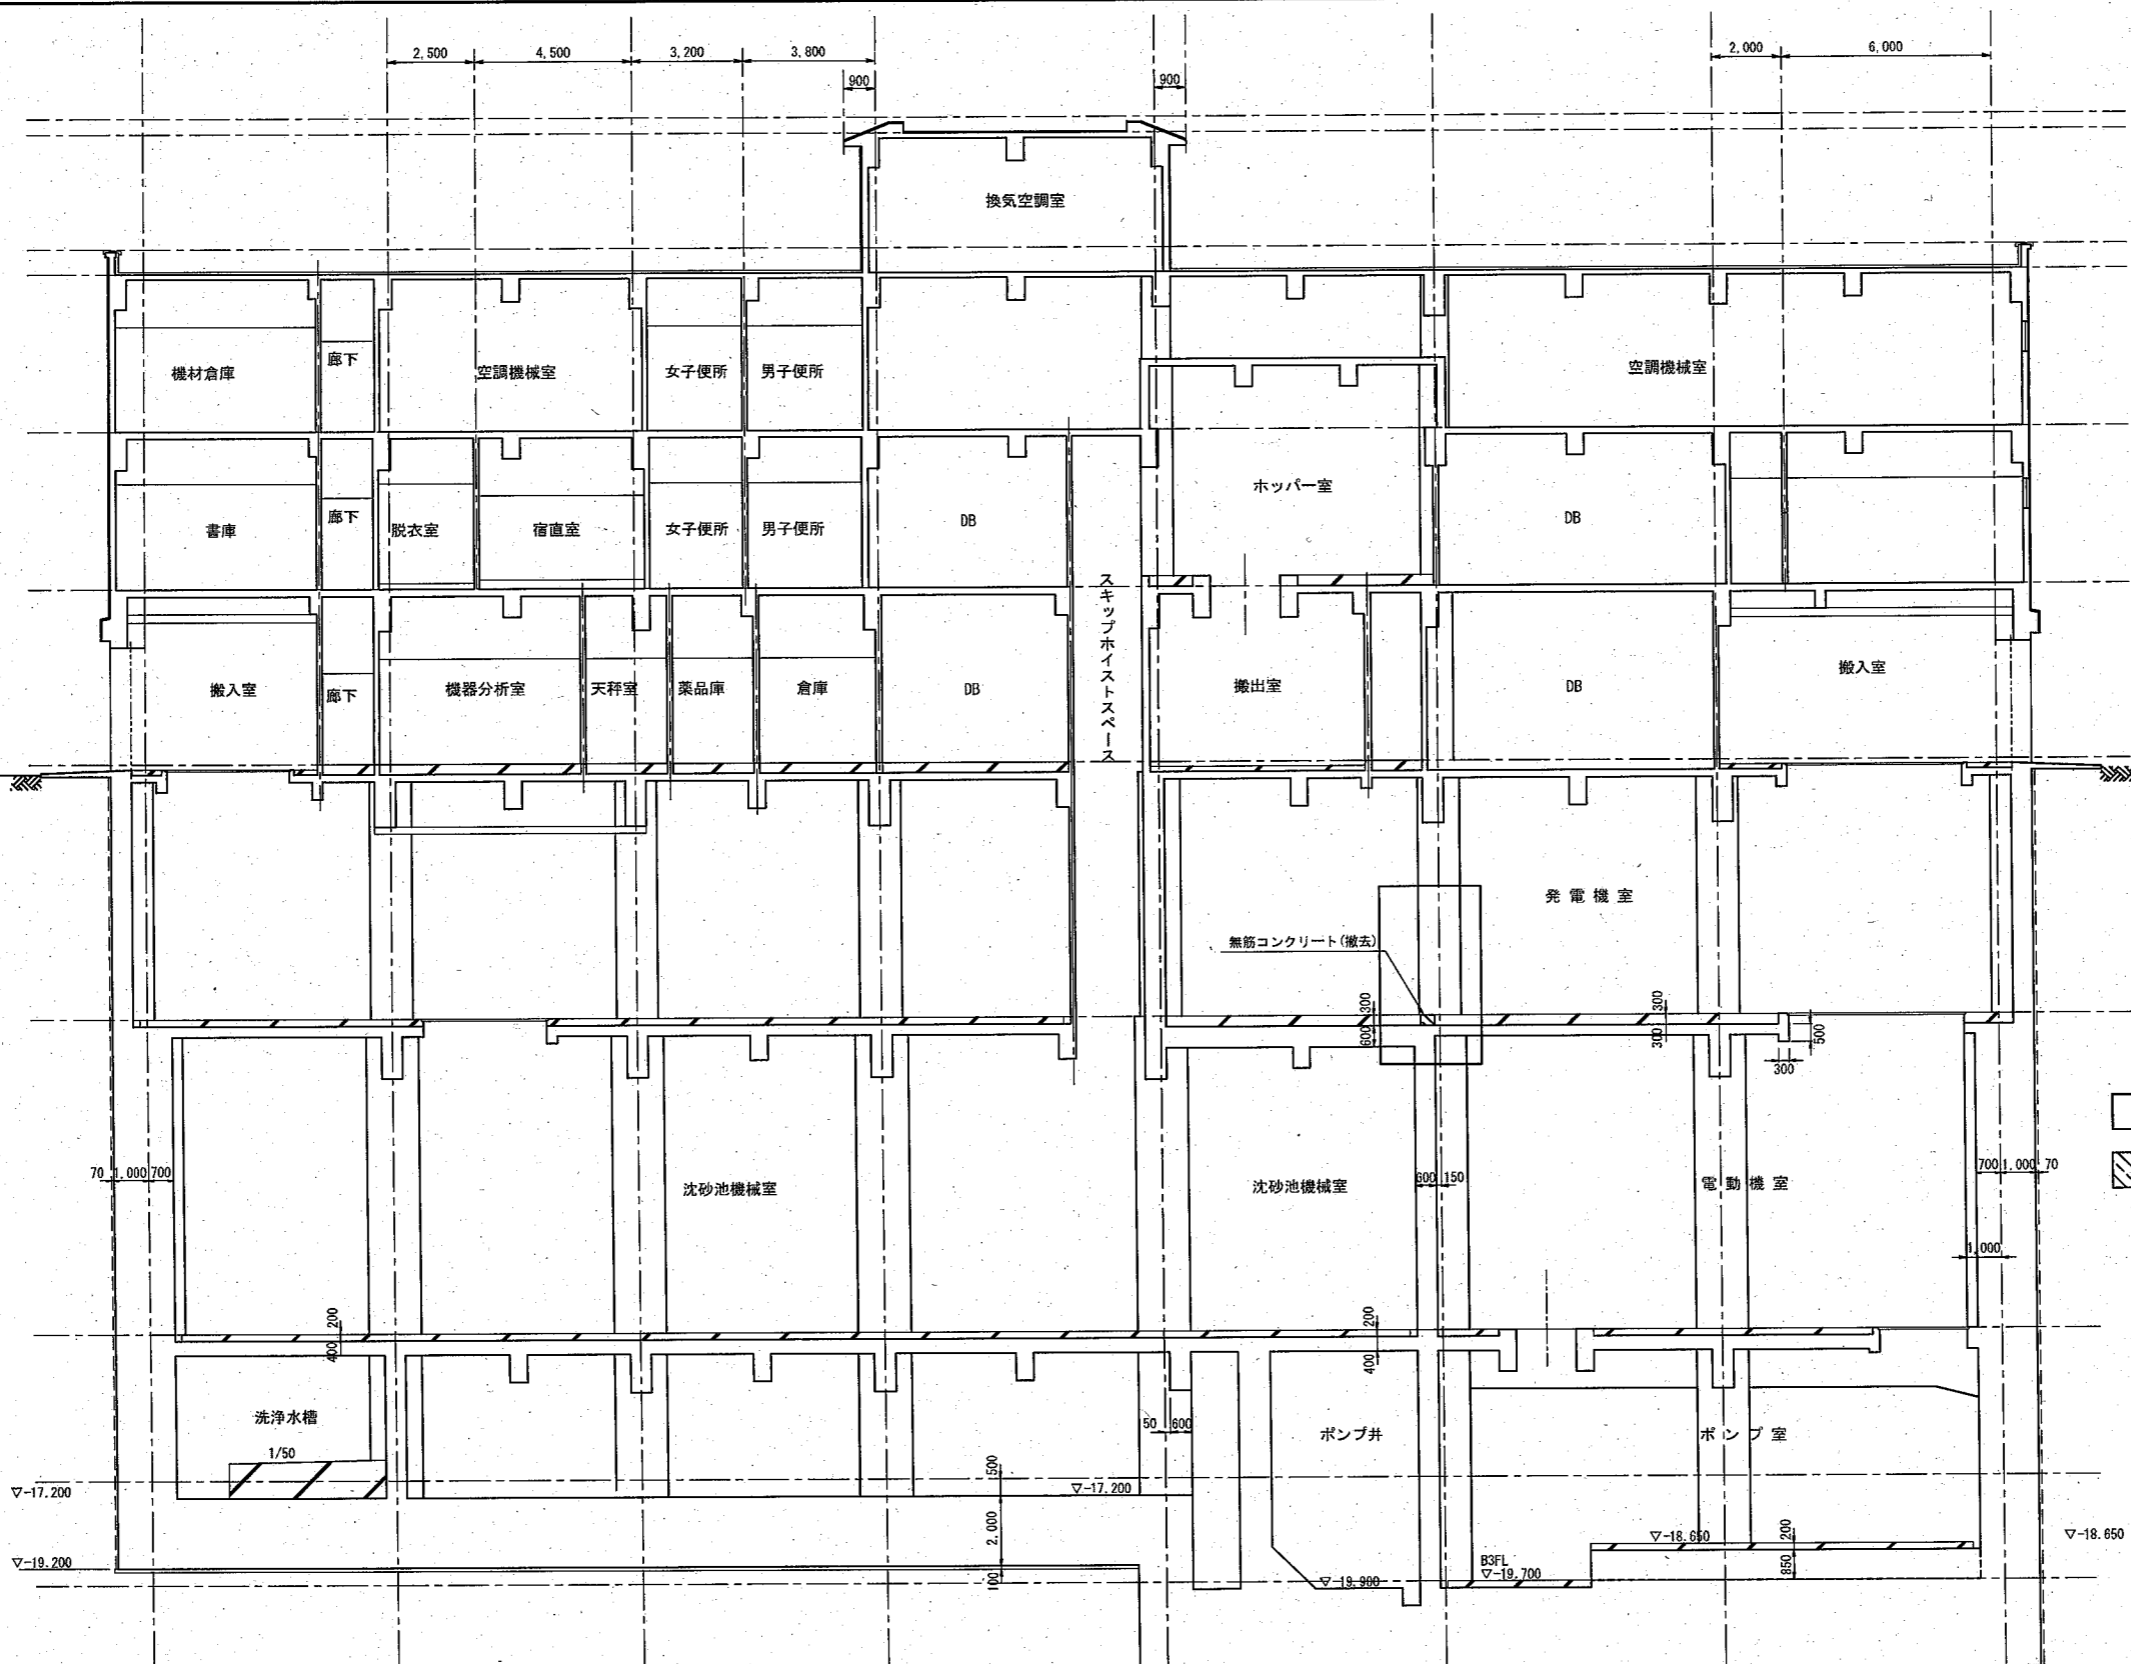 2,500
4,500
3,200
3,800
2,000
6,000
900
900
換気空調室
機材倉庫
廊下
空調機械室
女子便所
男子便所
空調機械室
ホッパー室
書庫
廊下
脱衣室
宿直室
女子便所
男子便所
DB
DB
スキップホイストスペース
搬入室
廊下
機器分析室
天秤室
薬品庫
倉庫
DB
搬出室
DB
搬入室
発電機室
無筋コンクリート(撤去)
300
600
300
300
500
300
70
1,000
700
沈砂池機械室
沈砂池機械室
600
150
電動機室
700
1,000
70
1,000
200
400
200
400
洗浄水槽
1/50
50
600
ポンプ井
ポンプ室
500
▽-17.200
▽-17.200
2,000
▽-18.650
200
▽-18.650
▽-19.200
100
▽-19.900
B3FL
▽-19.700
850